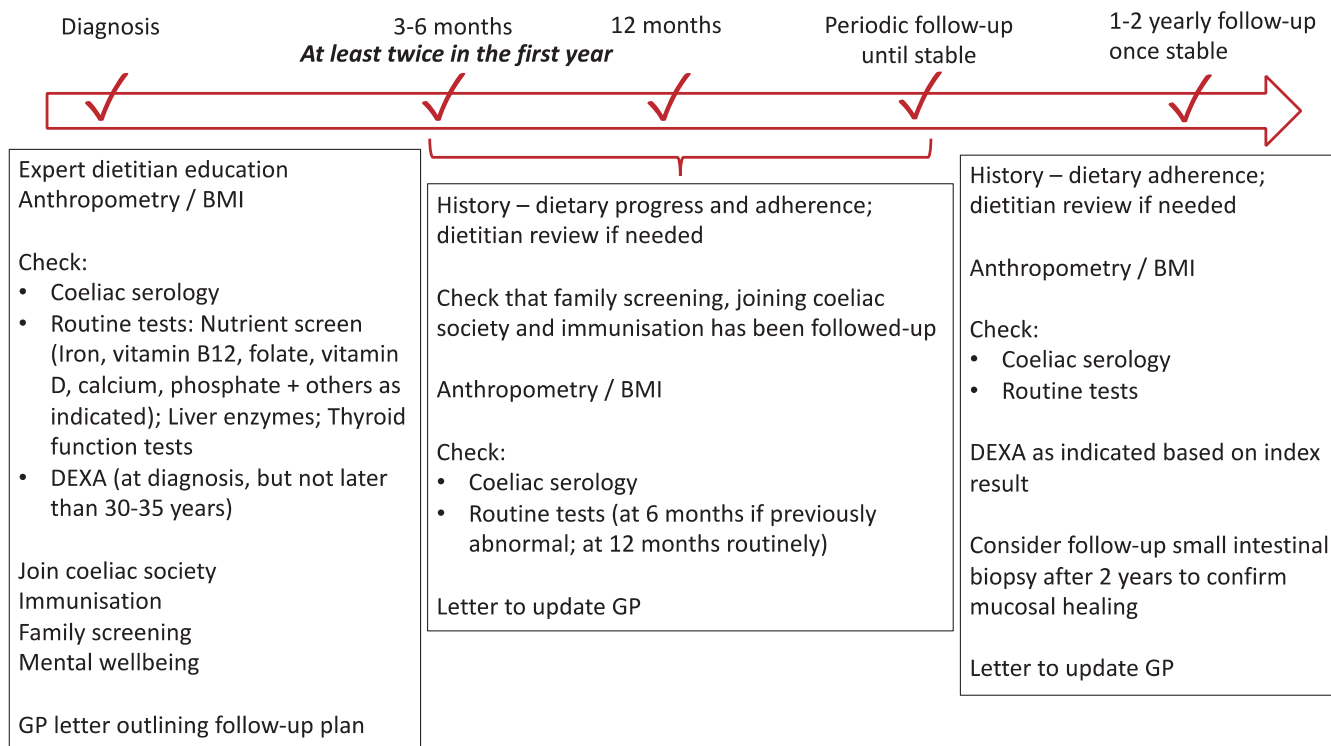 Diagnosis
3-6 months
At least twice in the first year
12 months
Periodic follow-up
until stable
1-2 yearly follow-up
once stable
Expert dietitian education
Anthropometry / BMI
Check:
• Coeliac serology
• Routine tests: Nutrient screen
(Iron, vitamin B12, folate, vitamin
D, calcium, phosphate + others as
indicated); Liver enzymes; Thyroid
function tests
• DEXA (at diagnosis, but not later
than 30-35 years)
Join coeliac society
Immunisation
Family screening
Mental wellbeing
GP letter outlining follow-up plan
History – dietary progress and adherence;
dietitian review if needed
Check that family screening, joining coeliac
society and immunisation has been followed-up
Anthropometry / BMI
Check:
• Coeliac serology
• Routine tests (at 6 months if previously
abnormal; at 12 months routinely)
Letter to update GP
History – dietary adherence;
dietitian review if needed
Anthropometry / BMI
Check:
• Coeliac serology
• Routine tests
DEXA as indicated based on index
result
Consider follow-up small intestinal
biopsy after 2 years to confirm
mucosal healing
Letter to update GP